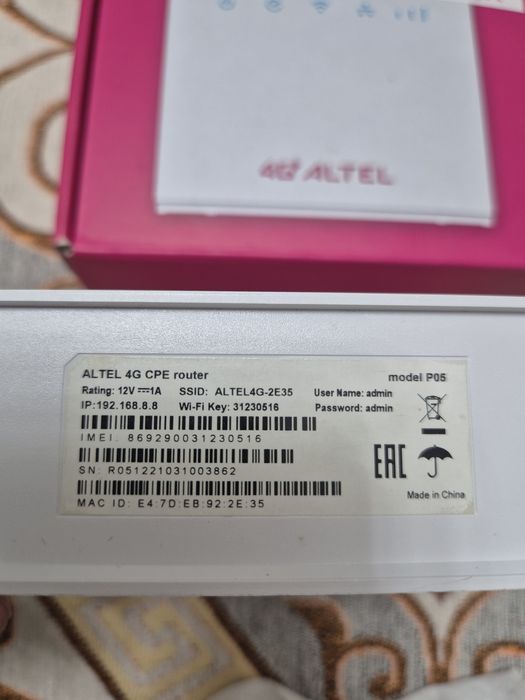 4G ALTEL
ALTEL 4G CPE router
model P05
Rating: 12V⎓1A SSID: ALTEL4G-2E35 User Name: admin
IP:192.168.8.8 Wi-Fi Key: 31230516 Password: admin
IMEI: 869290031230516
SN: R051221031003862
EAC
Made in China
MAC ID: E4:7D:EB:92:2E:35